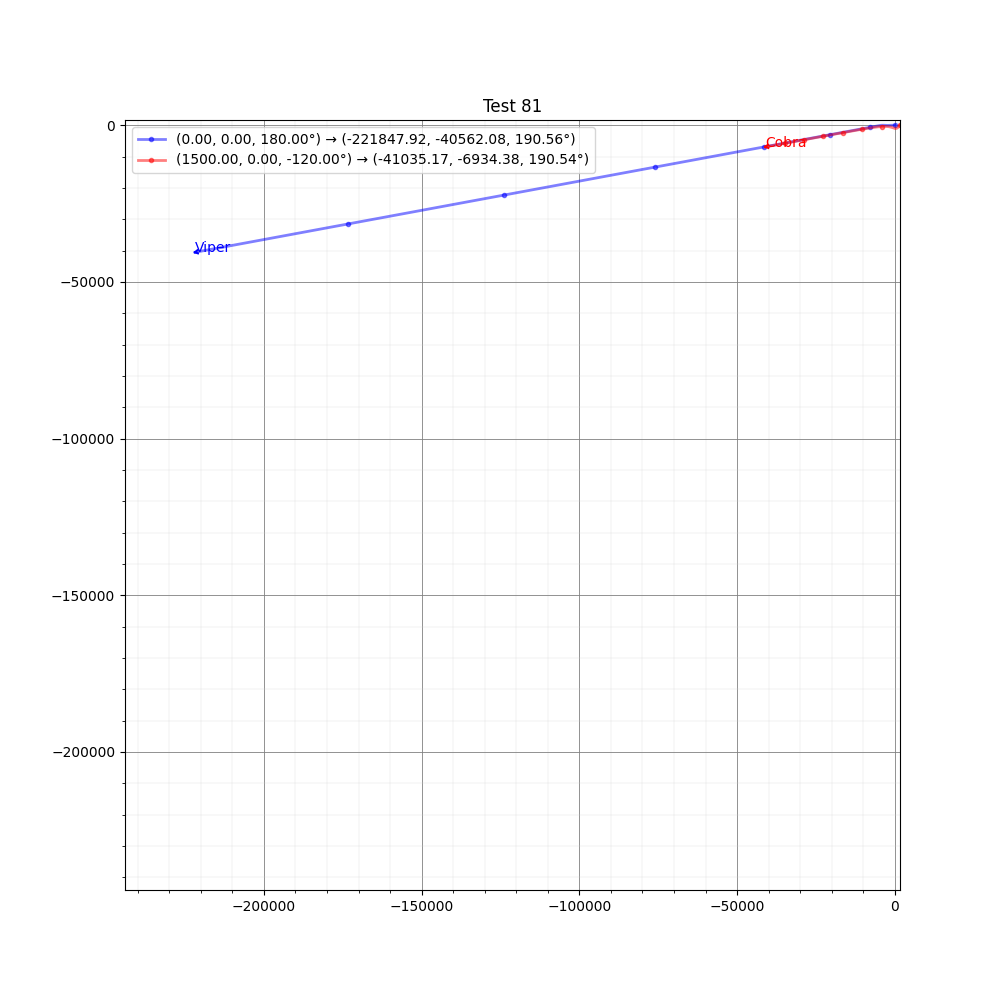 Test 81
(0.00, 0.00, 180.00°) → (-221847.92, -40562.08, 190.56°)
(1500.00, 0.00, -120.00°) → (-41035.17, -6934.38, 190.54°)
Cobra
Viper
0
−50000
−100000
−150000
−200000
−200000 −150000 −100000 −50000 0